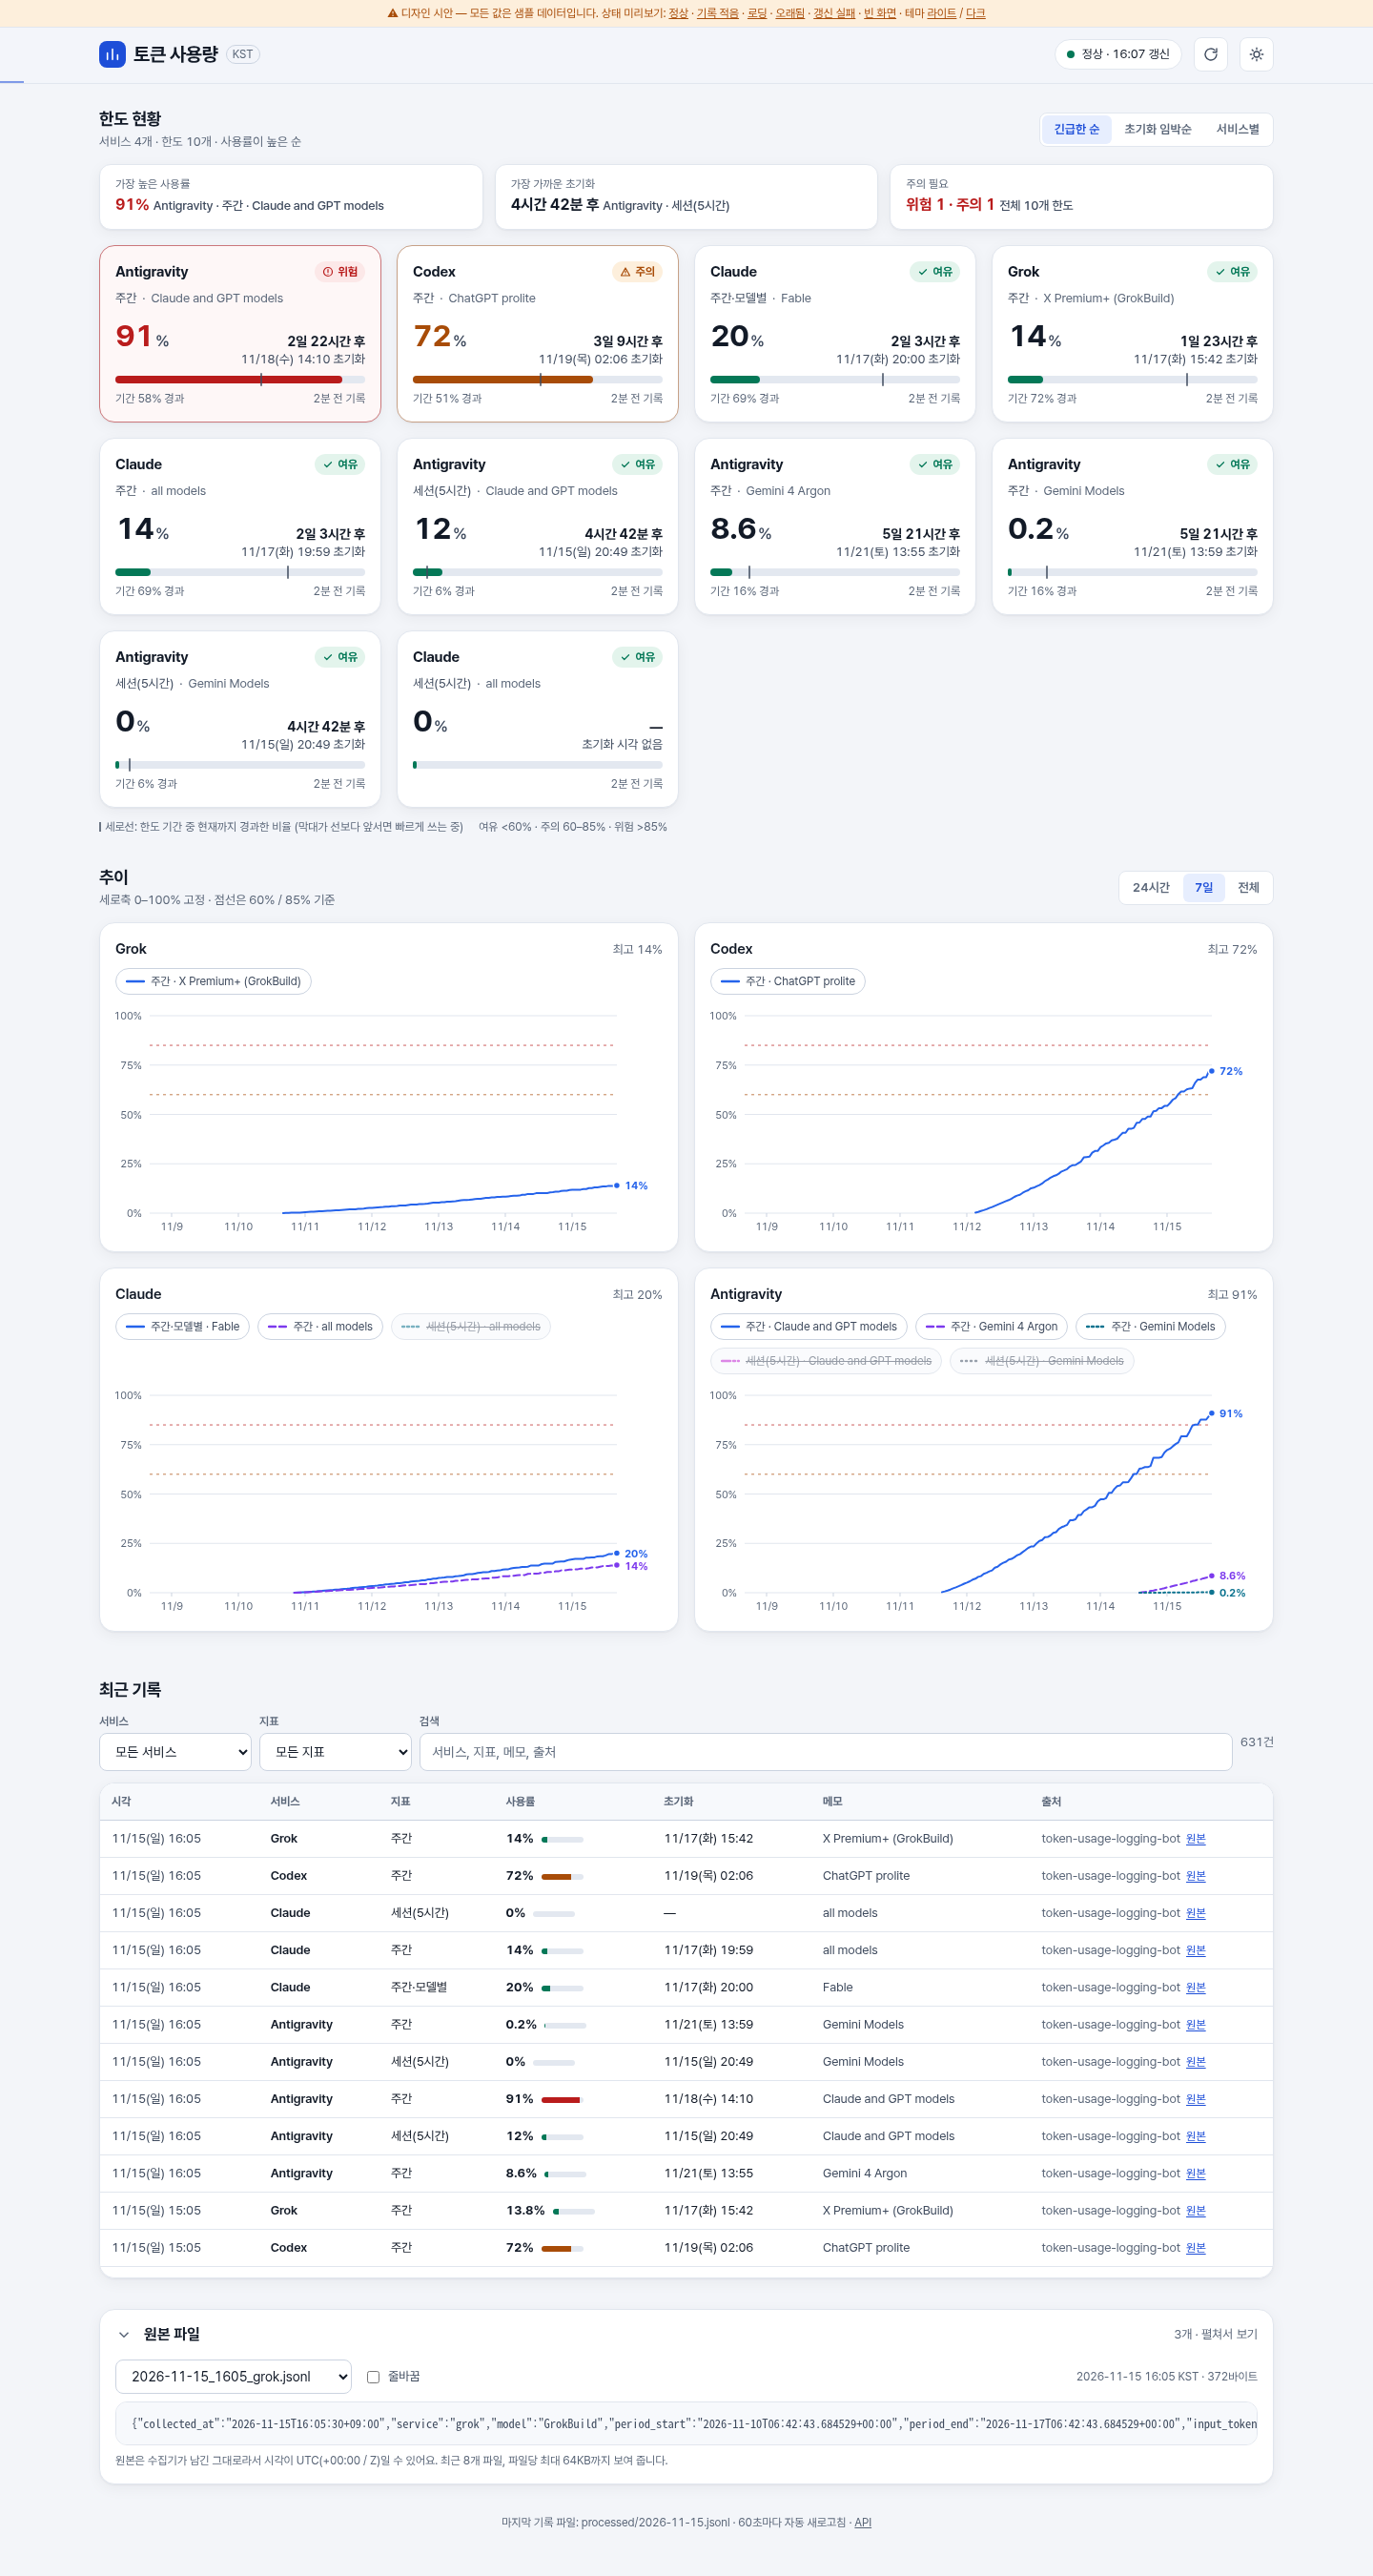 ⚠ 디자인 시안 — 모든 값은 샘플 데이터입니다. 상태 미리보기: 정상 · 기록 적음 · 로딩 · 오래됨 · 갱신 실패 · 빈 화면 · 테마 라이트 / 다크
토큰 사용량 KST 정상 · 16:07 갱신
한도 현황
서비스 4개 · 한도 10개 · 사용률이 높은 순
긴급한 순 초기화 임박순 서비스별
가장 높은 사용률
91% Antigravity · 주간 · Claude and GPT models
가장 가까운 초기화
4시간 42분 후 Antigravity · 세션(5시간)
주의 필요
위험 1 · 주의 1 전체 10개 한도
Antigravity 위험
주간 · Claude and GPT models
91% 2일 22시간 후
11/18(수) 14:10 초기화
기간 58% 경과 2분 전 기록
Codex 주의
주간 · ChatGPT prolite
72% 3일 9시간 후
11/19(목) 02:06 초기화
기간 51% 경과 2분 전 기록
Claude 여유
주간·모델별 · Fable
20% 2일 3시간 후
11/17(화) 20:00 초기화
기간 69% 경과 2분 전 기록
Grok 여유
주간 · X Premium+ (GrokBuild)
14% 1일 23시간 후
11/17(화) 15:42 초기화
기간 72% 경과 2분 전 기록
Claude 여유
주간 · all models
14% 2일 3시간 후
11/17(화) 19:59 초기화
기간 69% 경과 2분 전 기록
Antigravity 여유
세션(5시간) · Claude and GPT models
12% 4시간 42분 후
11/15(일) 20:49 초기화
기간 6% 경과 2분 전 기록
Antigravity 여유
주간 · Gemini 4 Argon
8.6% 5일 21시간 후
11/21(토) 13:55 초기화
기간 16% 경과 2분 전 기록
Antigravity 여유
주간 · Gemini Models
0.2% 5일 21시간 후
11/21(토) 13:59 초기화
기간 16% 경과 2분 전 기록
Antigravity 여유
세션(5시간) · Gemini Models
0% 4시간 42분 후
11/15(일) 20:49 초기화
기간 6% 경과 2분 전 기록
Claude 여유
세션(5시간) · all models
0% —
초기화 시각 없음
2분 전 기록
세로선: 한도 기간 중 현재까지 경과한 비율 (막대가 선보다 앞서면 빠르게 쓰는 중) 여유 <60% · 주의 60–85% · 위험 >85%
추이
세로축 0–100% 고정 · 점선은 60% / 85% 기준
24시간 7일 전체
Grok 최고 14%
주간 · X Premium+ (GrokBuild)
100%
75%
50%
25%
14%
0%
11/9 11/10 11/11 11/12 11/13 11/14 11/15
Codex 최고 72%
주간 · ChatGPT prolite
100%
75%
72%
50%
25%
0%
11/9 11/10 11/11 11/12 11/13 11/14 11/15
Claude 최고 20%
주간·모델별 · Fable 주간 · all models 세션(5시간) · all models
100%
75%
50%
25%
20%
14%
0%
11/9 11/10 11/11 11/12 11/13 11/14 11/15
Antigravity 최고 91%
주간 · Claude and GPT models 주간 · Gemini 4 Argon 주간 · Gemini Models
세션(5시간) · Claude and GPT models 세션(5시간) · Gemini Models
100%
91%
75%
50%
25%
8.6%
0% 0.2%
11/9 11/10 11/11 11/12 11/13 11/14 11/15
최근 기록
서비스 지표 검색
모든 서비스 모든 지표 서비스, 지표, 메모, 출처 631건
시각 서비스 지표 사용률 초기화 메모 출처
11/15(일) 16:05 Grok 주간 14% 11/17(화) 15:42 X Premium+ (GrokBuild) token-usage-logging-bot 원본
11/15(일) 16:05 Codex 주간 72% 11/19(목) 02:06 ChatGPT prolite token-usage-logging-bot 원본
11/15(일) 16:05 Claude 세션(5시간) 0% — all models token-usage-logging-bot 원본
11/15(일) 16:05 Claude 주간 14% 11/17(화) 19:59 all models token-usage-logging-bot 원본
11/15(일) 16:05 Claude 주간·모델별 20% 11/17(화) 20:00 Fable token-usage-logging-bot 원본
11/15(일) 16:05 Antigravity 주간 0.2% 11/21(토) 13:59 Gemini Models token-usage-logging-bot 원본
11/15(일) 16:05 Antigravity 세션(5시간) 0% 11/15(일) 20:49 Gemini Models token-usage-logging-bot 원본
11/15(일) 16:05 Antigravity 주간 91% 11/18(수) 14:10 Claude and GPT models token-usage-logging-bot 원본
11/15(일) 16:05 Antigravity 세션(5시간) 12% 11/15(일) 20:49 Claude and GPT models token-usage-logging-bot 원본
11/15(일) 16:05 Antigravity 주간 8.6% 11/21(토) 13:55 Gemini 4 Argon token-usage-logging-bot 원본
11/15(일) 15:05 Grok 주간 13.8% 11/17(화) 15:42 X Premium+ (GrokBuild) token-usage-logging-bot 원본
11/15(일) 15:05 Codex 주간 72% 11/19(목) 02:06 ChatGPT prolite token-usage-logging-bot 원본
원본 파일 3개 · 펼쳐서 보기
2026-11-15_1605_grok.jsonl 줄바꿈 2026-11-15 16:05 KST · 372바이트
{"collected_at":"2026-11-15T16:05:30+09:00","service":"grok","model":"GrokBuild","period_start":"2026-11-10T06:42:43.684529+00:00","period_end":"2026-11-17T06:42:43.684529+00:00","input_token
원본은 수집기가 남긴 그대로라서 시각이 UTC(+00:00 / Z)일 수 있어요. 최근 8개 파일, 파일당 최대 64KB까지 보여 줍니다.
마지막 기록 파일: processed/2026-11-15.jsonl · 60초마다 자동 새로고침 · API